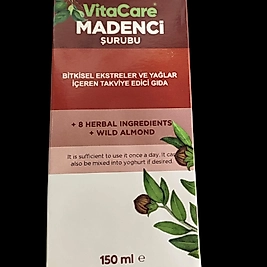 VitaCare®
MADENCİ
ŞURUBU
BİTKİSEL EKSTRELER VE YAĞLAR
İÇEREN TAKVİYE EDİCİ GIDA
+ 8 HERBAL INGREDIENTS
+ WILD ALMOND
It is sufficient to use it once a day. It can
also be mixed into yoghurt if desired.
150 ml e